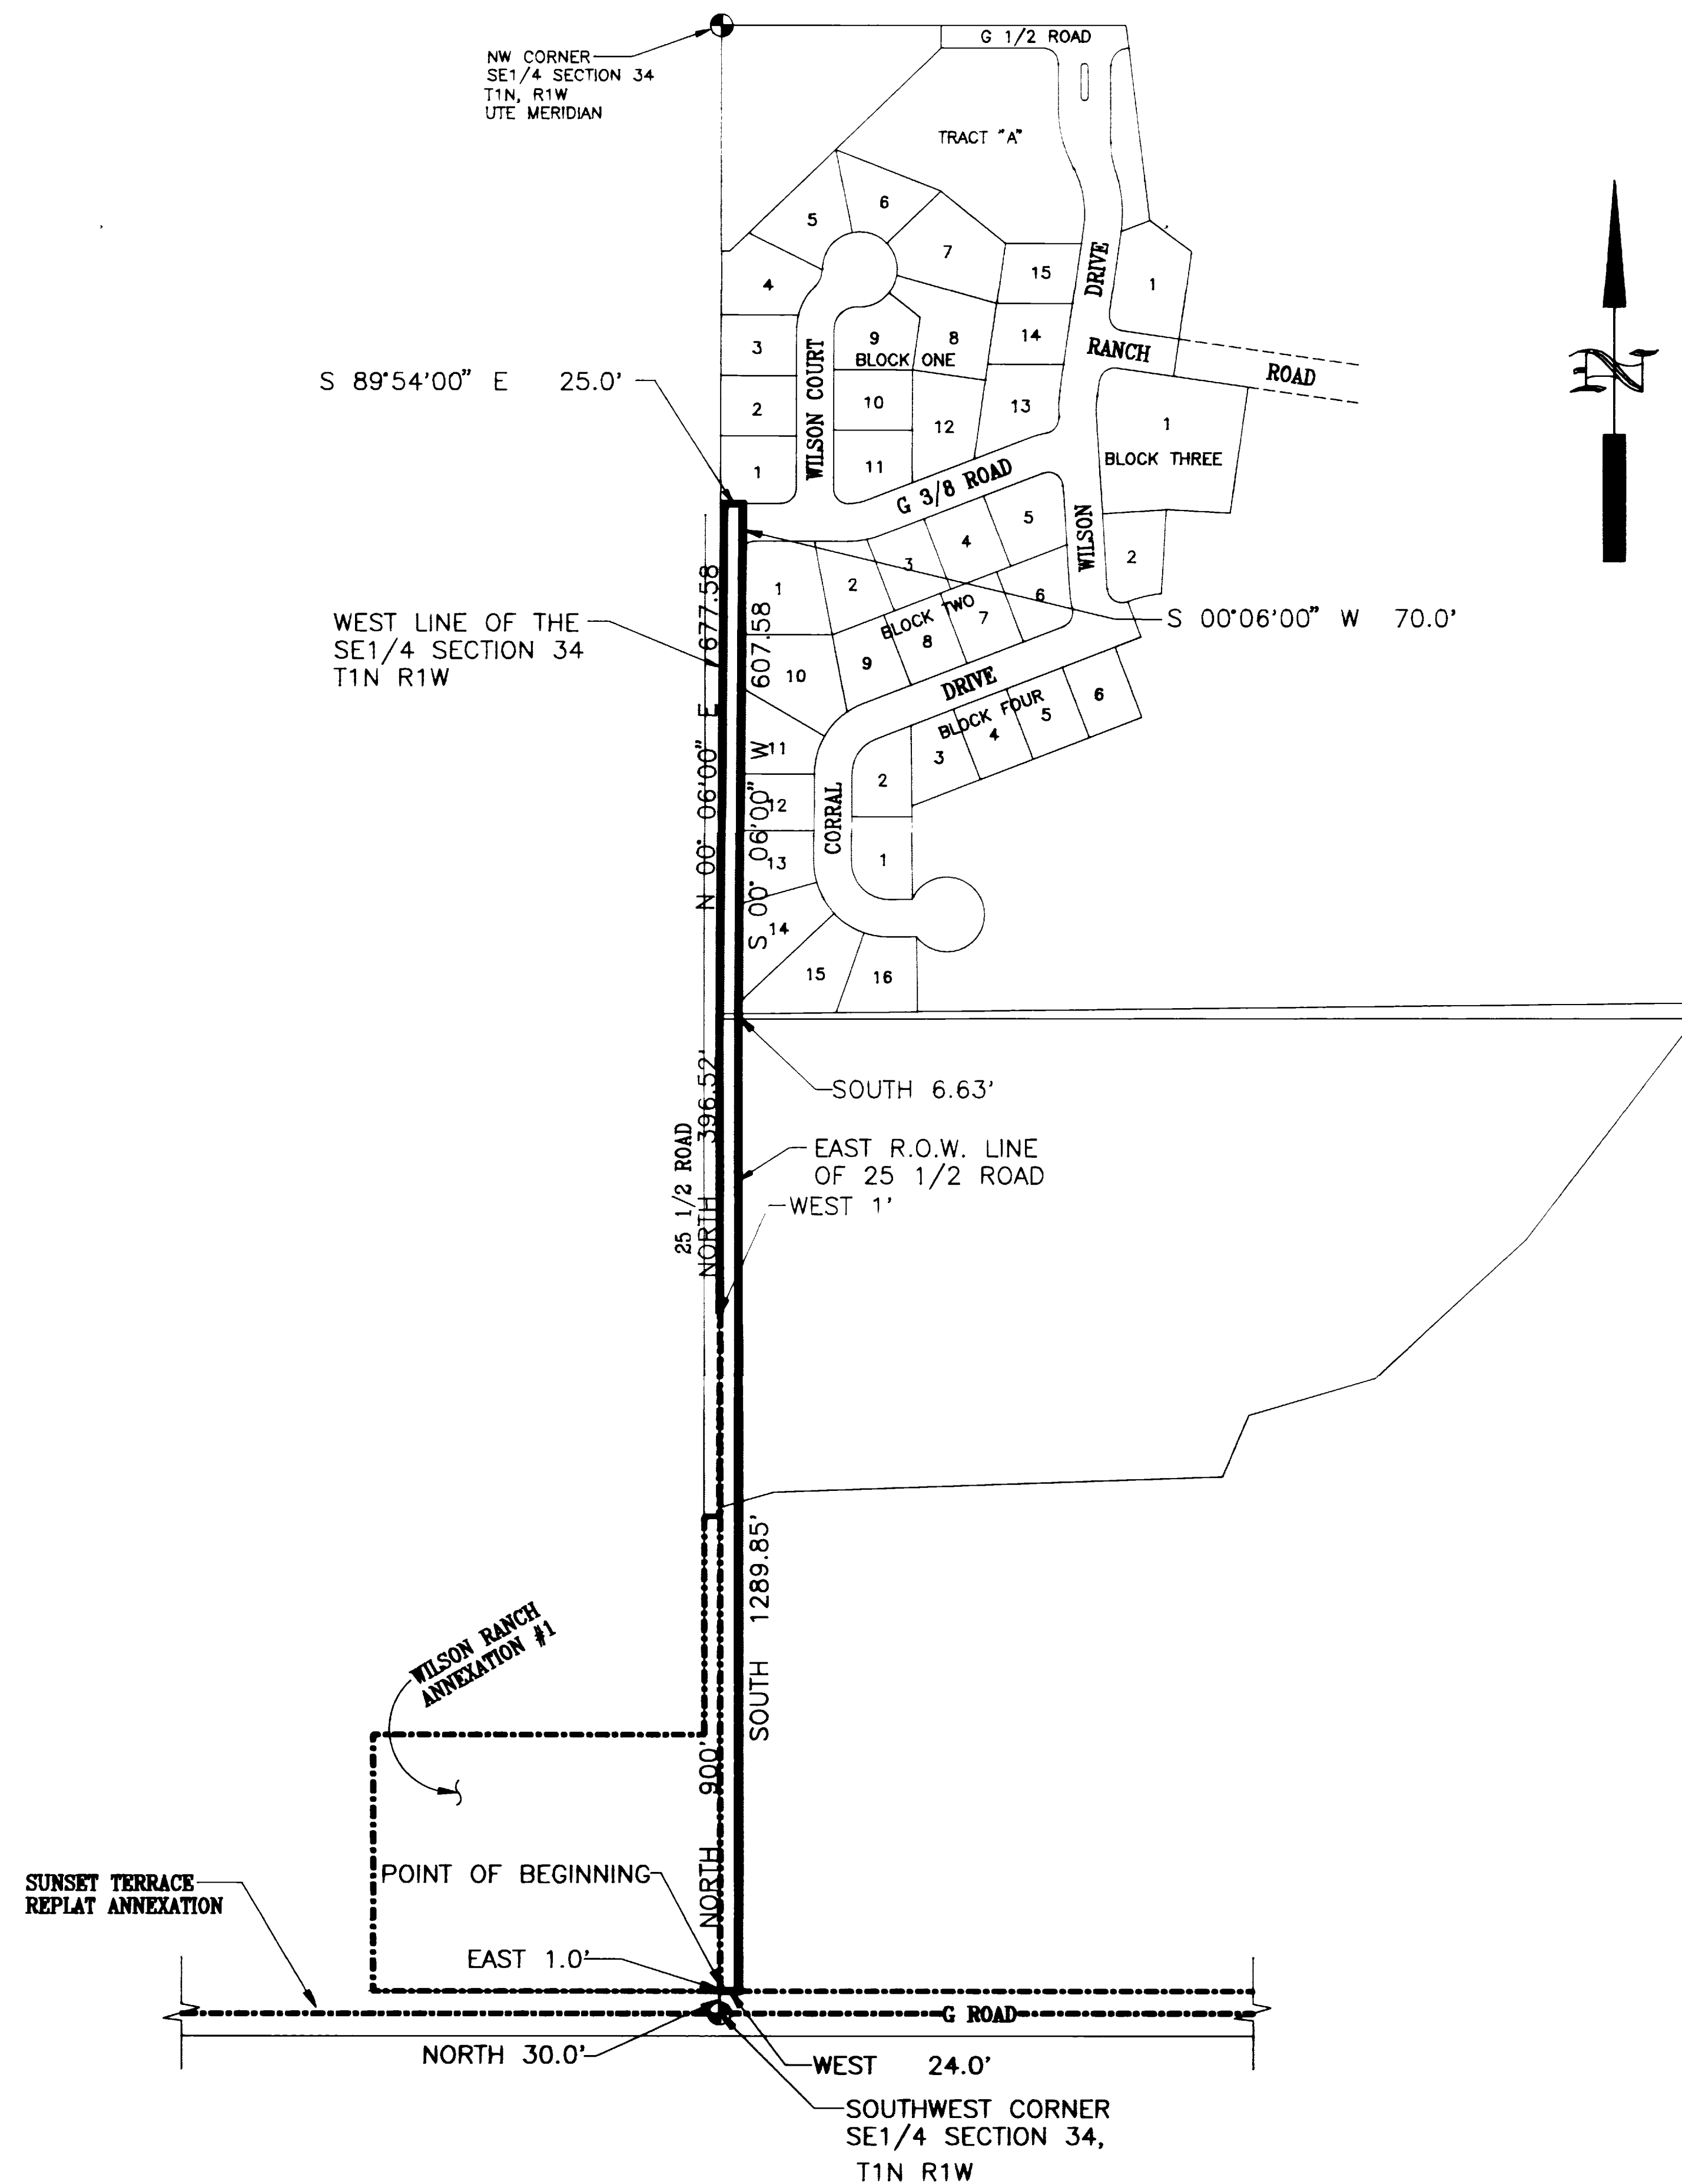 G 1/2 ROAD
NW CORNER
SE1/4 SECTION 34
T1N, R1W
UTE MERIDIAN
TRACT "A"
5
6
7
4
15
1
DRIVE
3
9
8
14
BLOCK ONE
RANCH
ROAD
S 89°54'00" E 25.0'
WILSON COURT
2
10
12
13
1
BLOCK THREE
1
11
G 3/8 ROAD
5
4
3
2
1
WILSON
2
N 00° 06'00" E 677.58
607.58
S 00° 06'00" W
WEST LINE OF THE
SE1/4 SECTION 34
T1N R1W
6
BLOCK TWO
7
8
9
10
S 00°06'00" W 70.0'
DRIVE
BLOCK FOUR
6
5
4
3
11
2
12
CORRAL
13
1
14
15
16
NORTH 396.52'
25 1/2 ROAD
SOUTH 6.63'
EAST R.O.W. LINE
OF 25 1/2 ROAD
WEST 1'
SOUTH 1289.85'
WILSON RANCH
ANNEXATION #1
NORTH 900'
POINT OF BEGINNING
SUNSET TERRACE
REPLAT ANNEXATION
EAST 1.0'
G ROAD
NORTH 30.0'
WEST 24.0'
SOUTHWEST CORNER
SE1/4 SECTION 34,
T1N R1W